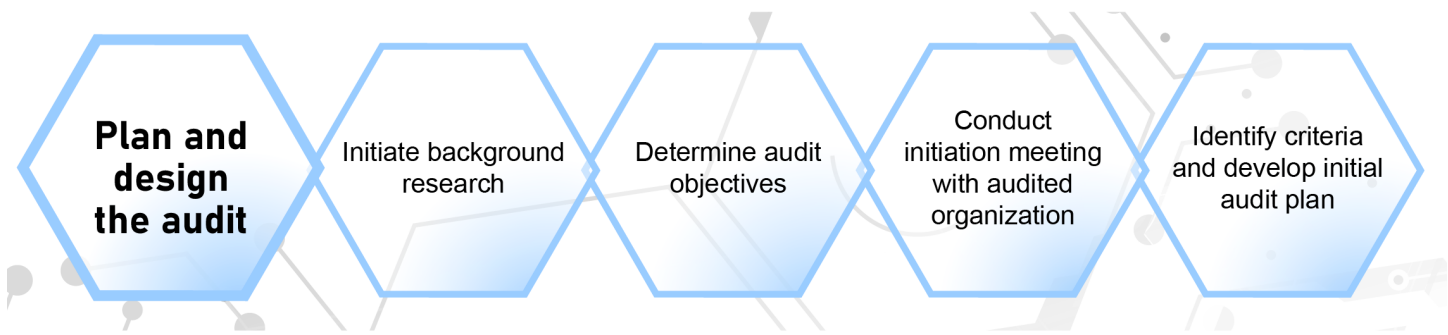 Plan and
design
the audit
Initiate background
research
Determine audit
objectives
Conduct
initiation meeting
with audited
organization
Identify criteria
and develop initial
audit plan